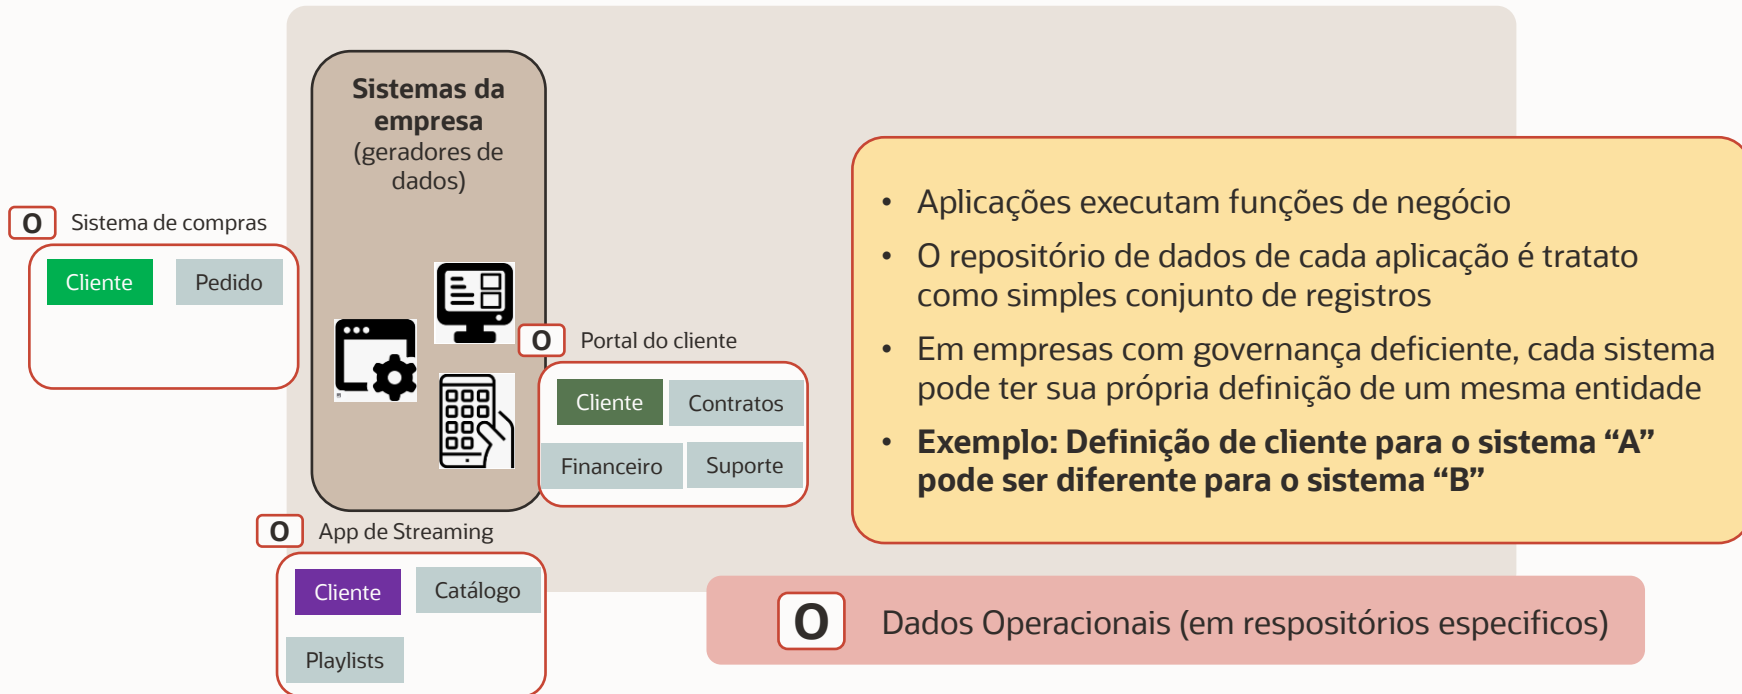 Sistemas da
empresa
(geradores de
dados)
O Sistema de compras
Cliente Pedido
O Portal do cliente
Cliente Contratos
Financeiro Suporte
O App de Streaming
Cliente Catálogo
Playlists
• Aplicações executam funções de negócio
• O repositório de dados de cada aplicação é tratato
como simples conjunto de registros
• Em empresas com governança deficiente, cada sistema
pode ter sua própria definição de um mesma entidade
• Exemplo: Definição de cliente para o sistema “A”
pode ser diferente para o sistema “B”
O Dados Operacionais (em respositórios especificos)